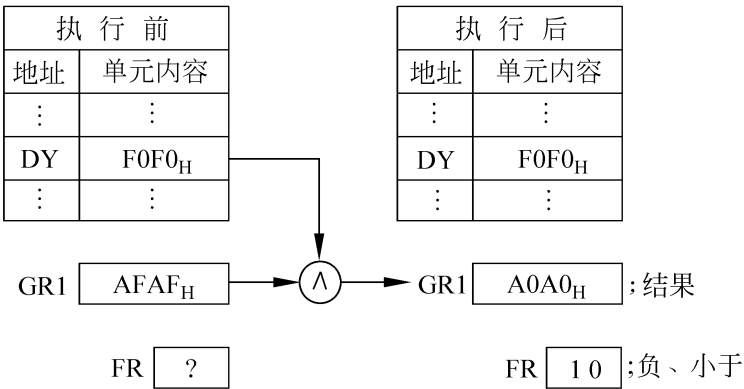 执 行 前 执 行 后
地址 单元内容 地址 单元内容
⋮ ⋮ ⋮ ⋮
DY F0F0H DY F0F0H
⋮ ⋮ ⋮ ⋮
GR1 AFAFH ∧ GR1 A0A0H ;结果
FR ? FR 1 0 ;负、小于